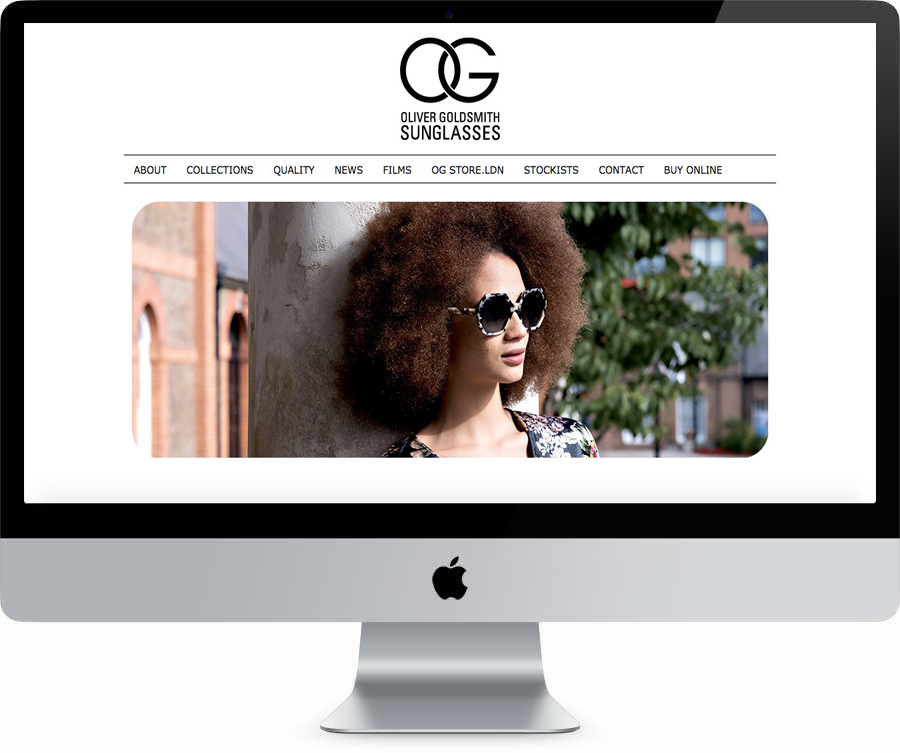 OG
OLIVER GOLDSMITH
SUNGLASSES
ABOUT COLLECTIONS QUALITY NEWS FILMS OG STORE.LDN STOCKISTS CONTACT BUY ONLINE